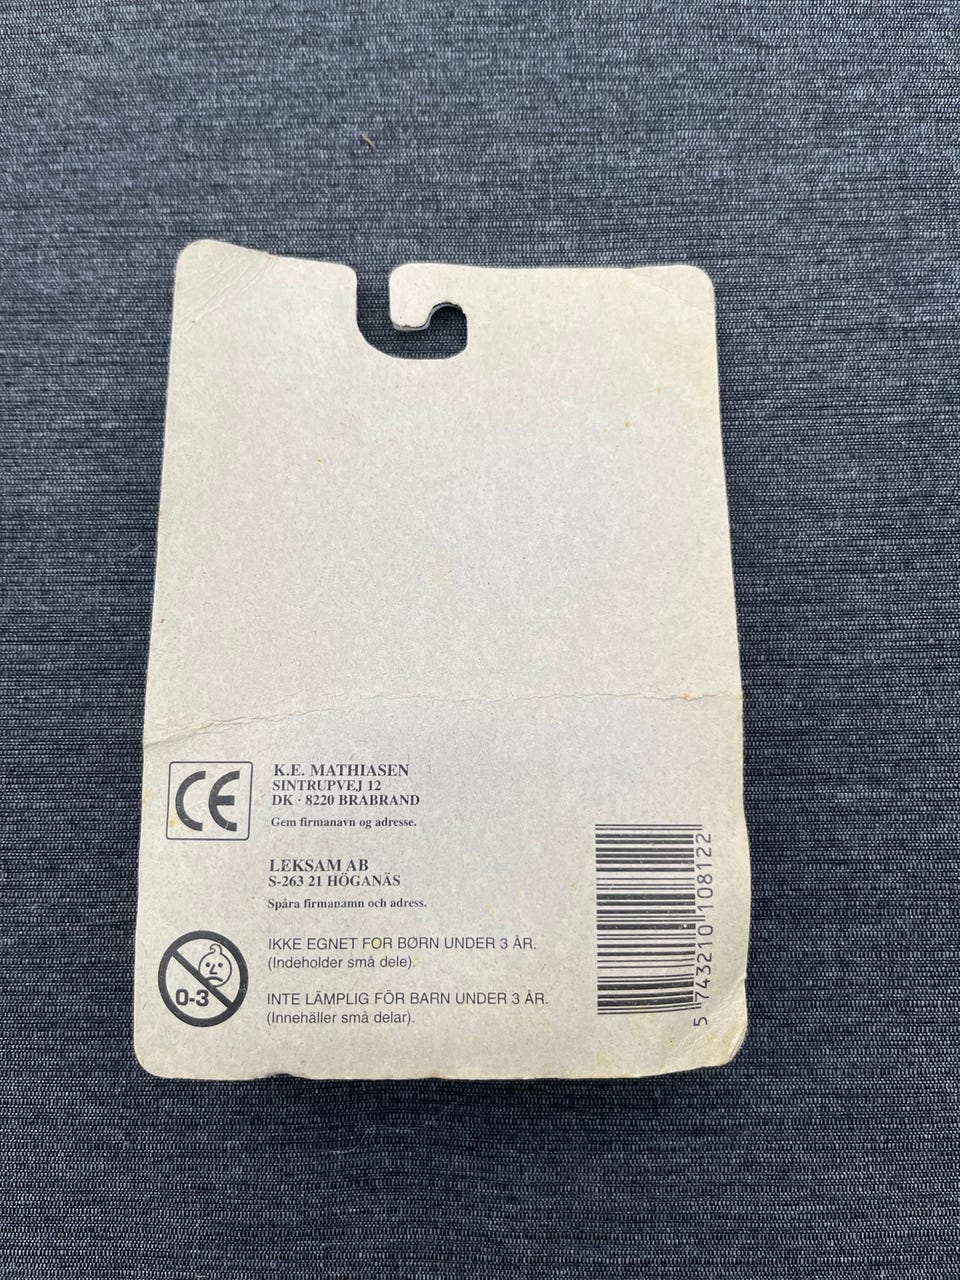 CE
K.E. MATHIASEN
SINTRUPVEJ 12
DK · 8220 BRABRAND
Gem firmanavn og adresse.
LEKSAM AB
S-263 21 HÖGANÄS
Spara firmanamn och adress.
0-3
IKKE EGNET FOR BØRN UNDER 3 ÅR.
(Indeholder små dele).
INTE LÄMPLIG FÖR BARN UNDER 3 ÅR.
(Innehäller små delar).
5 743210 108122